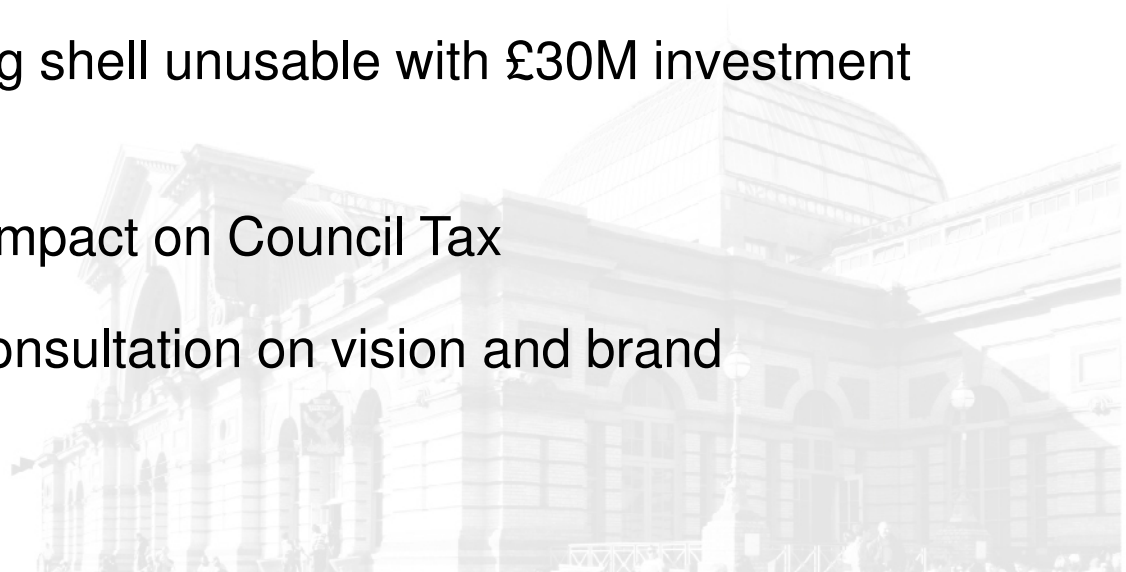 g shell unusable with £30M investment
mpact on Council Tax
onsultation on vision and brand